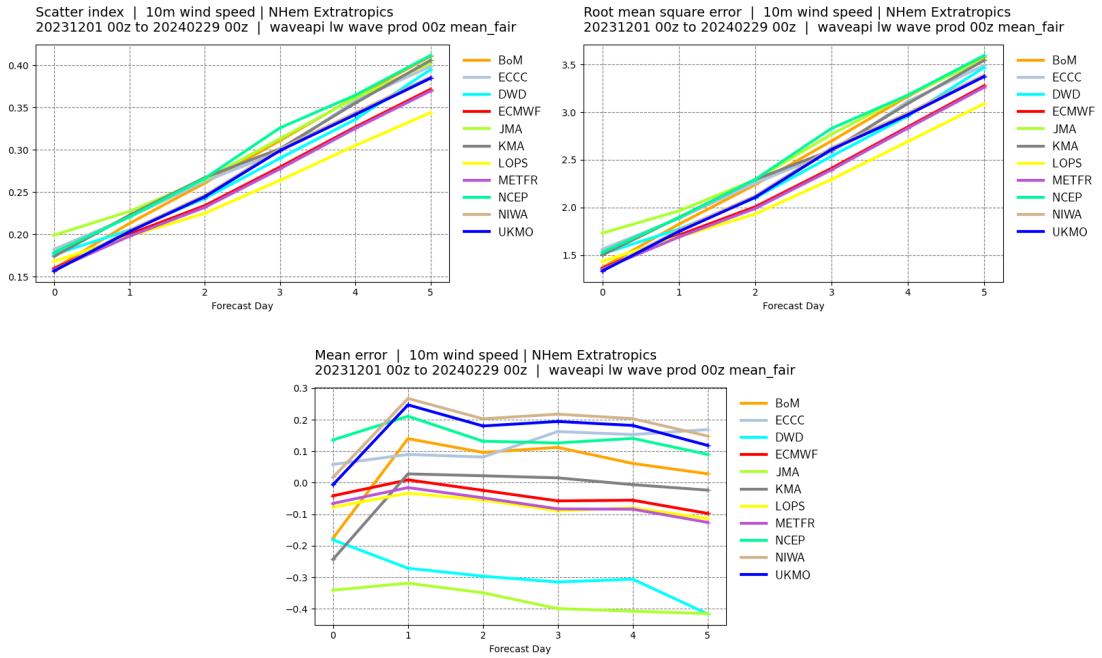 Scatter index | 10m wind speed | NHem Extratropics
20231201 00z to 20240229 00z | waveapi lw wave prod 00z mean_fair
0.40
0.35
0.30
0.25
0.20
0.15
0 1 2 3 4 5
Forecast Day
BoM
ECCC
DWD
ECMWF
JMA
KMA
LOPS
METFR
NCEP
NIWA
UKMO
Root mean square error | 10m wind speed | NHem Extratropics
20231201 00z to 20240229 00z | waveapi lw wave prod 00z mean_fair
3.5
3.0
2.5
2.0
1.5
0 1 2 3 4 5
Forecast Day
BoM
ECCC
DWD
ECMWF
JMA
KMA
LOPS
METFR
NCEP
NIWA
UKMO
Mean error | 10m wind speed | NHem Extratropics
20231201 00z to 20240229 00z | waveapi lw wave prod 00z mean_fair
0.3
0.2
0.1
0.0
−0.1
−0.2
−0.3
−0.4
0 1 2 3 4 5
Forecast Day
BoM
ECCC
DWD
ECMWF
JMA
KMA
LOPS
METFR
NCEP
NIWA
UKMO